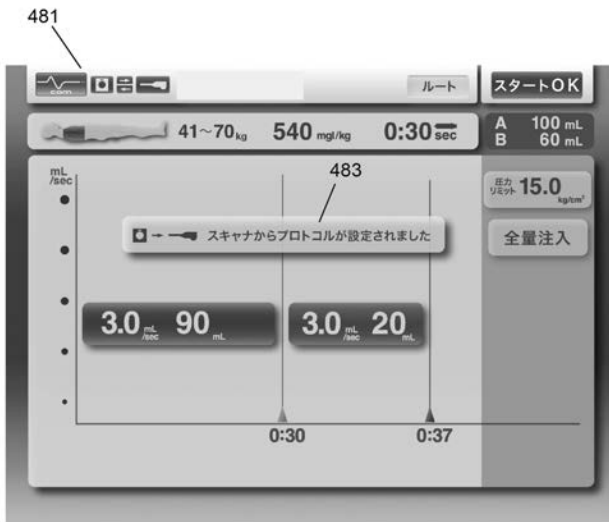 481
com
ルート
スタートOK
41～70kg 540 mgI/kg 0:30 sec
A 100 mL
B 60 mL
mL/sec
483
圧力リミット 15.0 kg/cm²
スキャナからプロトコルが設定されました
全量注入
3.0 mL/sec 90 mL
3.0 mL/sec 20 mL
0:30
0:37